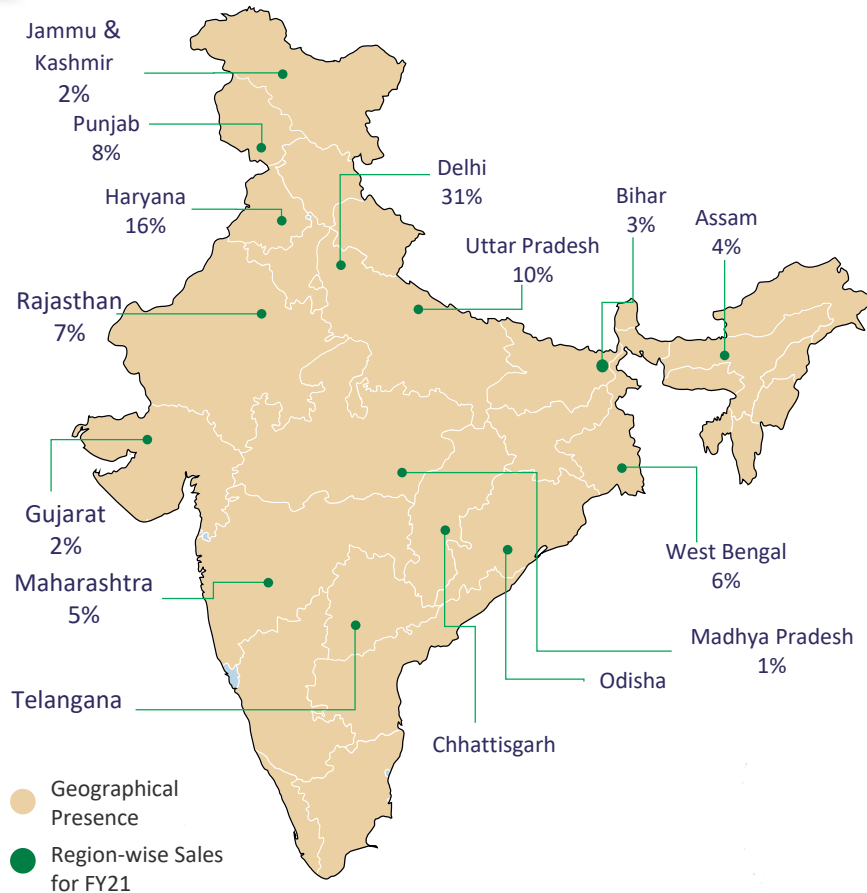 Jammu &
Kashmir
2%
Punjab
8%
Haryana
16%
Delhi
31%
Uttar Pradesh
10%
Bihar
3%
Assam
4%
Rajasthan
7%
Gujarat
2%
Maharashtra
5%
West Bengal
6%
Madhya Pradesh
1%
Odisha
Telangana
Chhattisgarh
Geographical
Presence
Region-wise Sales
for FY21